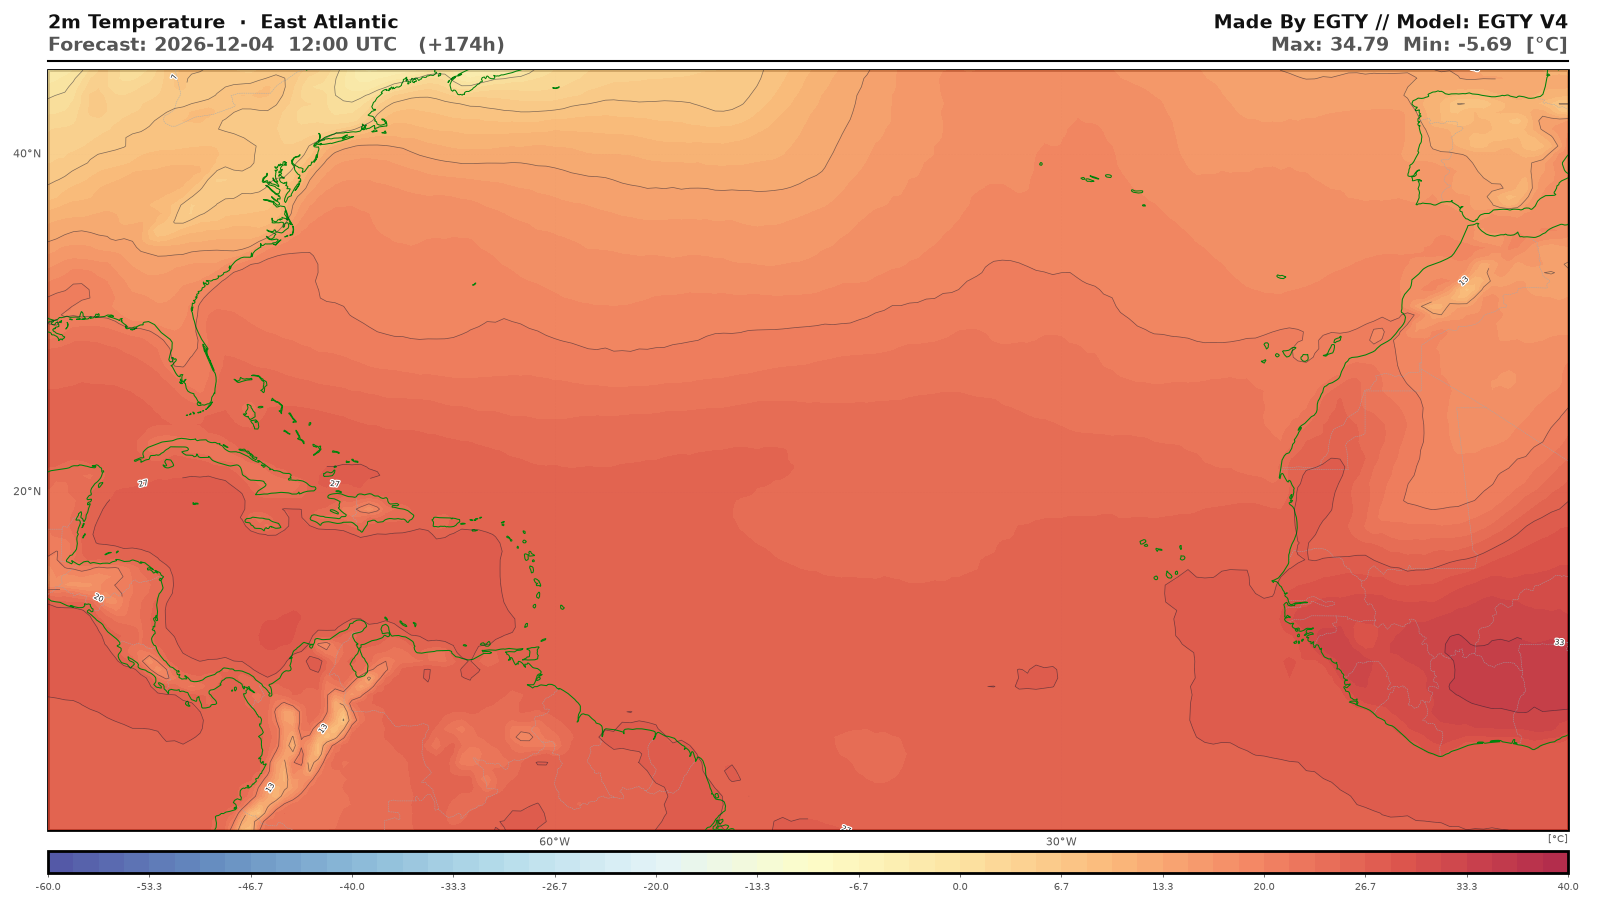 2m Temperature · East Atlantic
Made By EGTY // Model: EGTY V4
Forecast: 2026-12-04 12:00 UTC (+174h)
Max: 34.79 Min: -5.69 [°C]
7
40°N
13
20°N
27
27
20
33
13
13
60°W
30°W
[°C]
-60.0 -53.3 -46.7 -40.0 -33.3 -26.7 -20.0 -13.3 -6.7 0.0 6.7 13.3 20.0 26.7 33.3 40.0